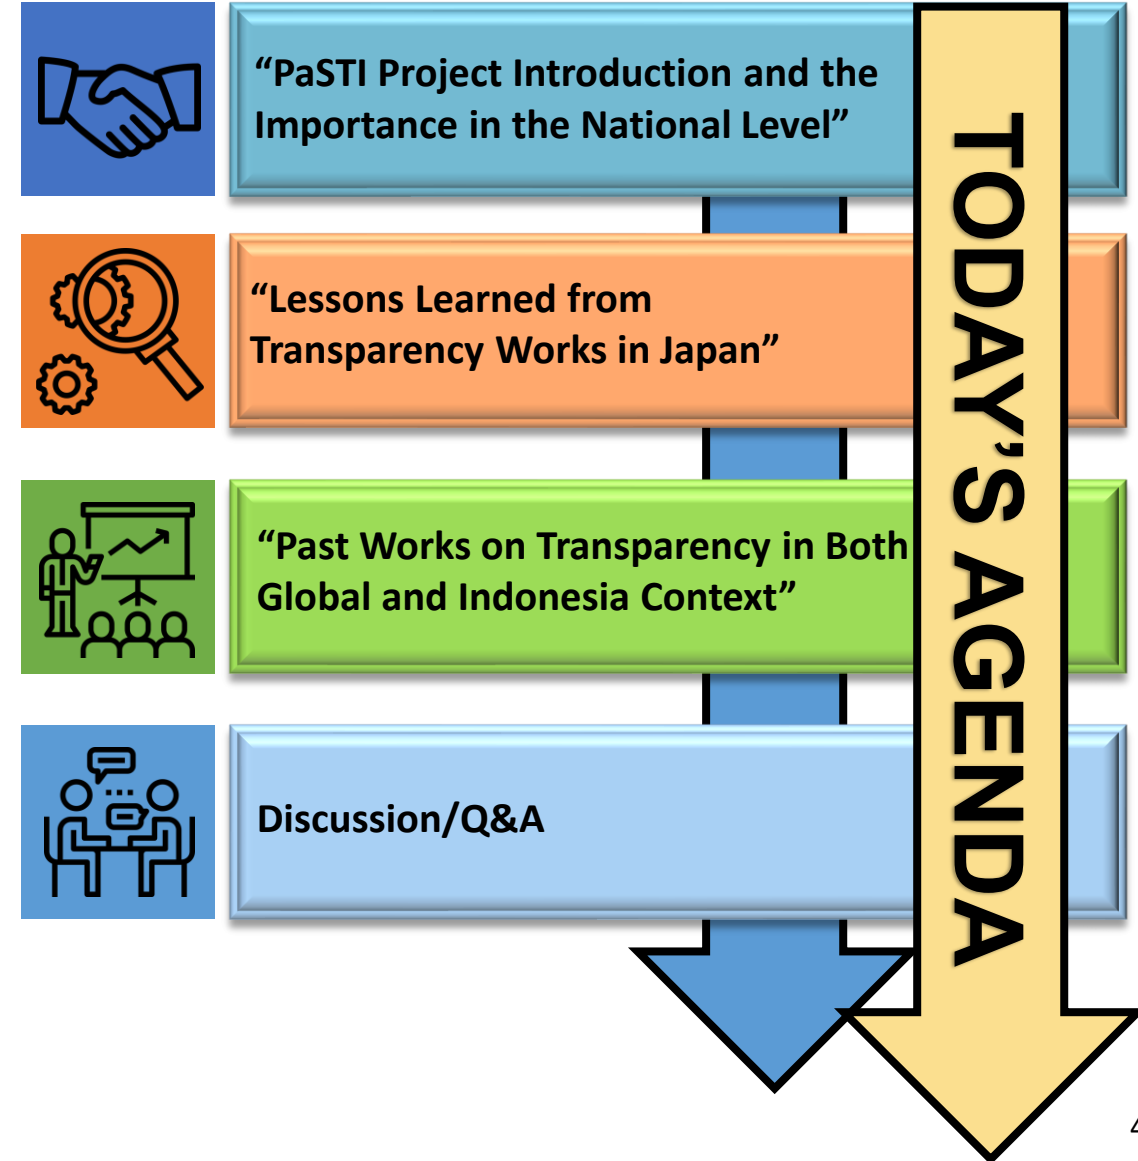 “PaSTI Project Introduction and the
Importance in the National Level”
“Lessons Learned from
Transparency Works in Japan”
“Past Works on Transparency in Both
Global and Indonesia Context”
Discussion/Q&A
TODAY’S AGENDA